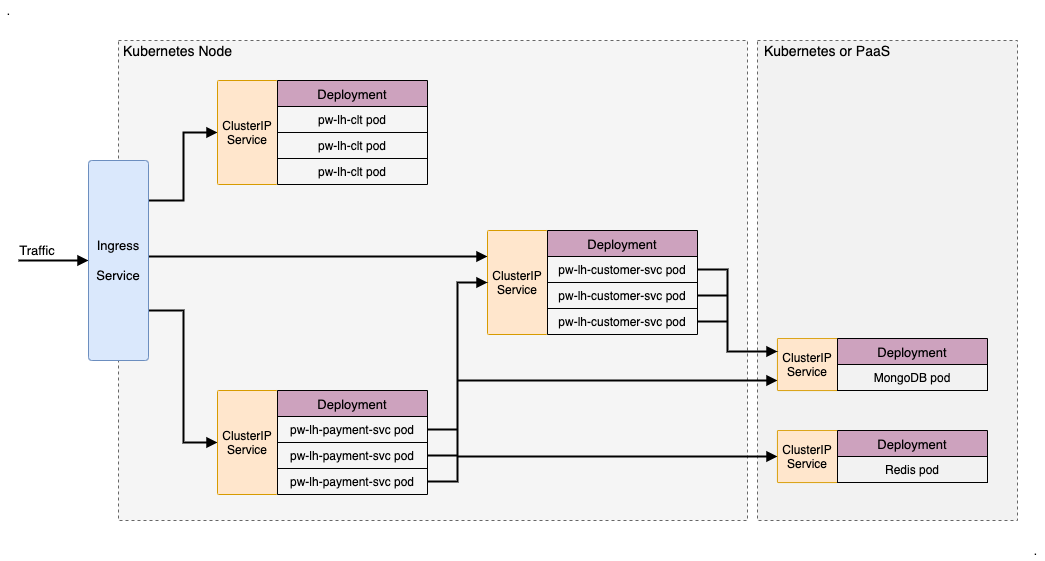 Kubernetes Node
Kubernetes or PaaS
Deployment
ClusterIP
Service
pw-lh-clt pod
pw-lh-clt pod
pw-lh-clt pod
Traffic
Ingress
Service
Deployment
ClusterIP
Service
pw-lh-customer-svc pod
pw-lh-customer-svc pod
pw-lh-customer-svc pod
ClusterIP
Service
Deployment
MongoDB pod
Deployment
ClusterIP
Service
pw-lh-payment-svc pod
pw-lh-payment-svc pod
pw-lh-payment-svc pod
ClusterIP
Service
Deployment
Redis pod